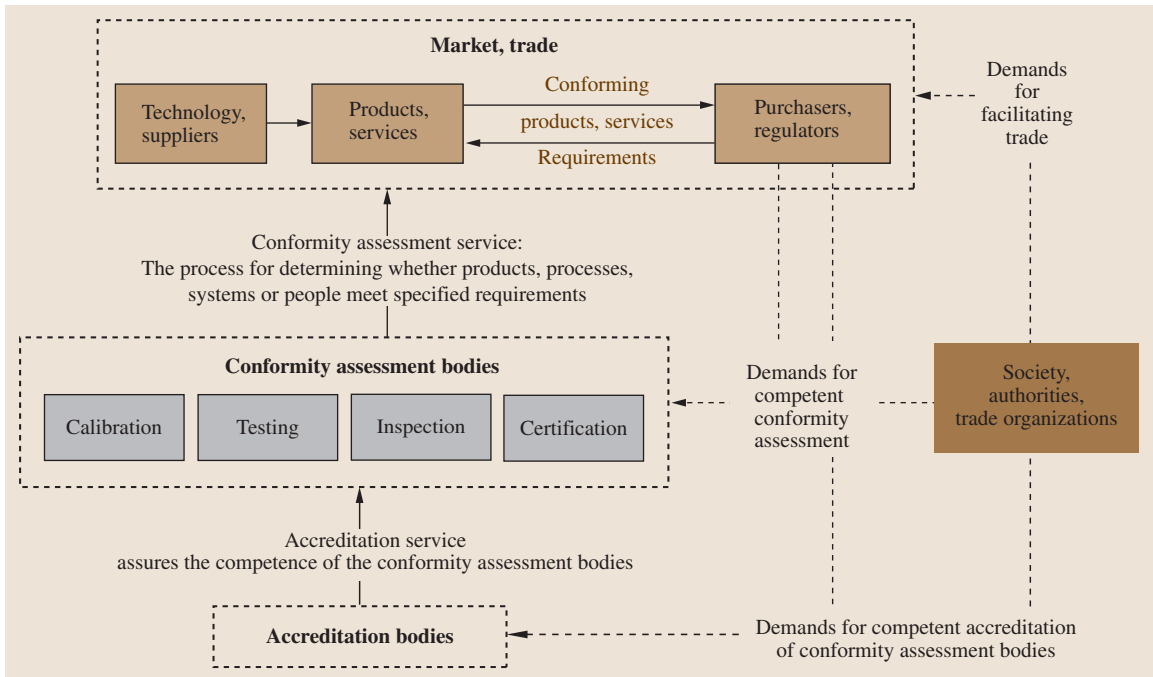 Market, trade
Technology,
suppliers
Products,
services
Conforming
products, services
Requirements
Purchasers,
regulators
Demands
for
facilitating
trade
Conformity assessment service:
The process for determining whether products, processes,
systems or people meet specified requirements
Conformity assessment bodies
Calibration
Testing
Inspection
Certification
Demands for
competent
conformity
assessment
Society,
authorities,
trade organizations
Accreditation service
assures the competence of the conformity assessment bodies
Accreditation bodies
Demands for competent accreditation
of conformity assessment bodies